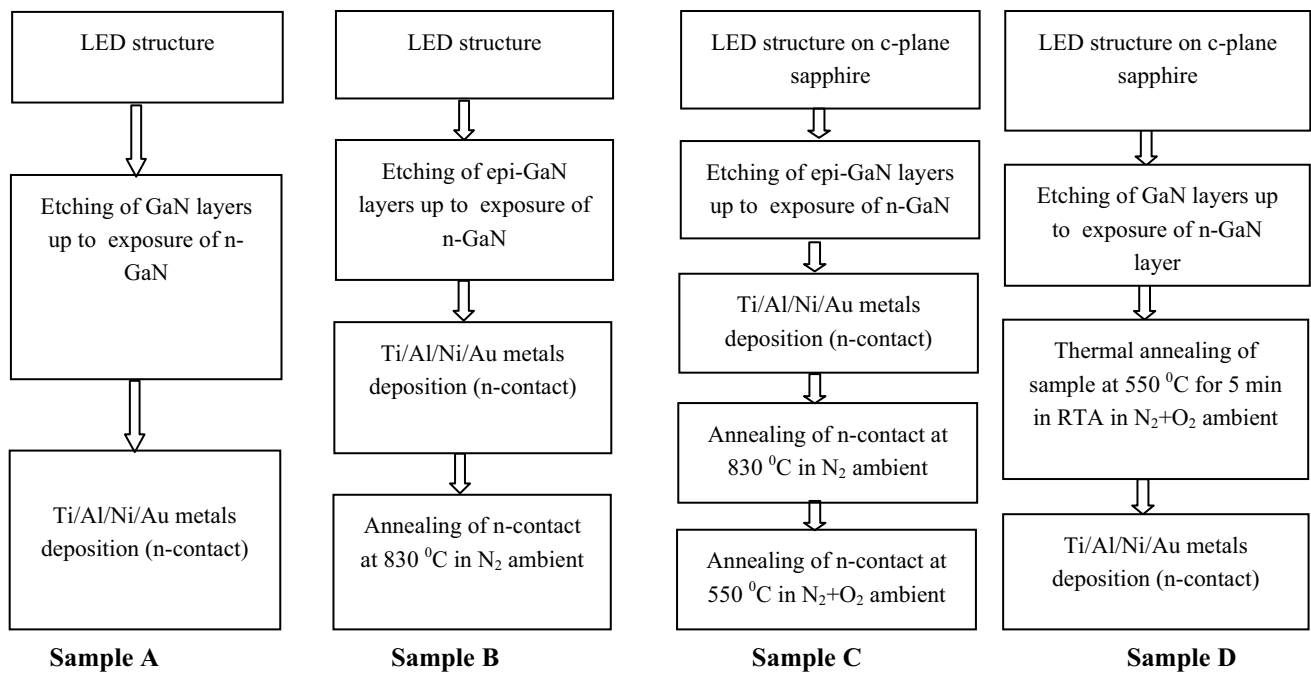 LED structure
Etching of GaN layers
up to exposure of n-
GaN
Ti/Al/Ni/Au metals
deposition (n-contact)
Sample A
LED structure
Etching of epi-GaN
layers up to exposure of
n-GaN
Ti/Al/Ni/Au metals
deposition (n-contact)
Annealing of n-contact
at 830 ⁰C in N₂ ambient
Sample B
LED structure on c-plane
sapphire
Etching of epi-GaN layers
up to exposure of n-GaN
Ti/Al/Ni/Au metals
deposition (n-contact)
Annealing of n-contact at
830 ⁰C in N₂ ambient
Annealing of n-contact at
550 ⁰C in N₂+O₂ ambient
Sample C
LED structure on c-plane
sapphire
Etching of GaN layers up
to exposure of n-GaN
layer
Thermal annealing of
sample at 550 ⁰C for 5 min
in RTA in N₂+O₂ ambient
Ti/Al/Ni/Au metals
deposition (n-contact)
Sample D